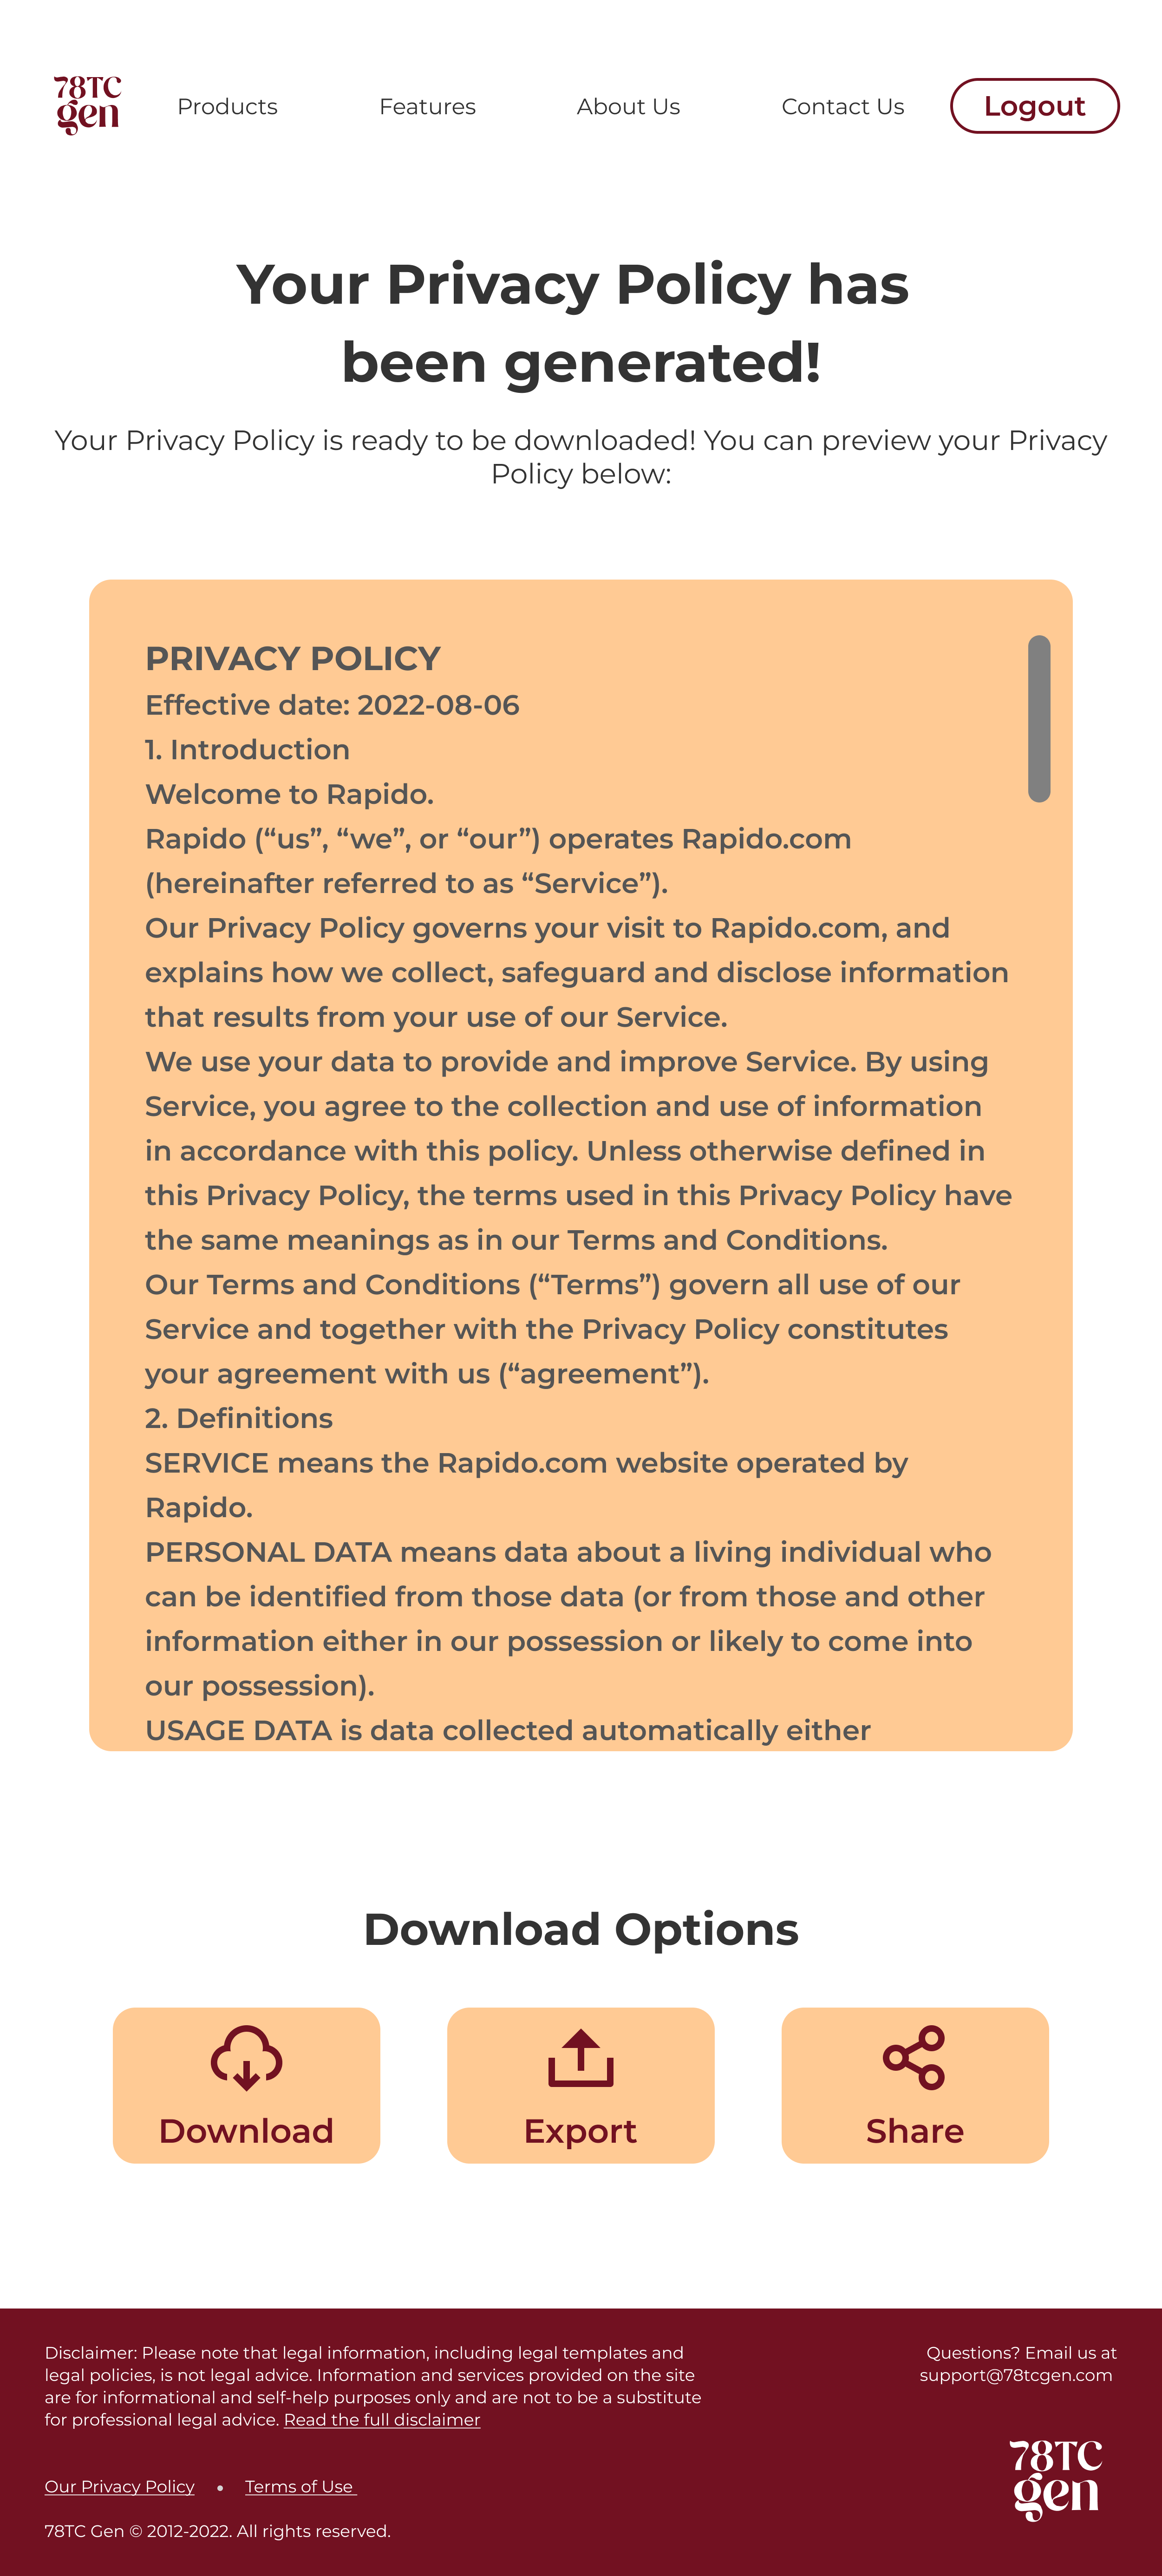 78TC
gen
Products
Features
About Us
Contact Us
Logout
Your Privacy Policy has
been generated!
Your Privacy Policy is ready to be downloaded! You can preview your Privacy
Policy below:
PRIVACY POLICY
Effective date: 2022-08-06
1. Introduction
Welcome to Rapido.
Rapido (“us”, “we”, or “our”) operates Rapido.com
(hereinafter referred to as “Service”).
Our Privacy Policy governs your visit to Rapido.com, and
explains how we collect, safeguard and disclose information
that results from your use of our Service.
We use your data to provide and improve Service. By using
Service, you agree to the collection and use of information
in accordance with this policy. Unless otherwise defined in
this Privacy Policy, the terms used in this Privacy Policy have
the same meanings as in our Terms and Conditions.
Our Terms and Conditions (“Terms”) govern all use of our
Service and together with the Privacy Policy constitutes
your agreement with us (“agreement”).
2. Definitions
SERVICE means the Rapido.com website operated by
Rapido.
PERSONAL DATA means data about a living individual who
can be identified from those data (or from those and other
information either in our possession or likely to come into
our possession).
USAGE DATA is data collected automatically either
Download Options
Download
Export
Share
Disclaimer: Please note that legal information, including legal templates and
legal policies, is not legal advice. Information and services provided on the site
are for informational and self-help purposes only and are not to be a substitute
for professional legal advice. Read the full disclaimer
Questions? Email us at
support@78tcgen.com
Our Privacy Policy • Terms of Use
78TC Gen © 2012-2022. All rights reserved.
78TC
gen